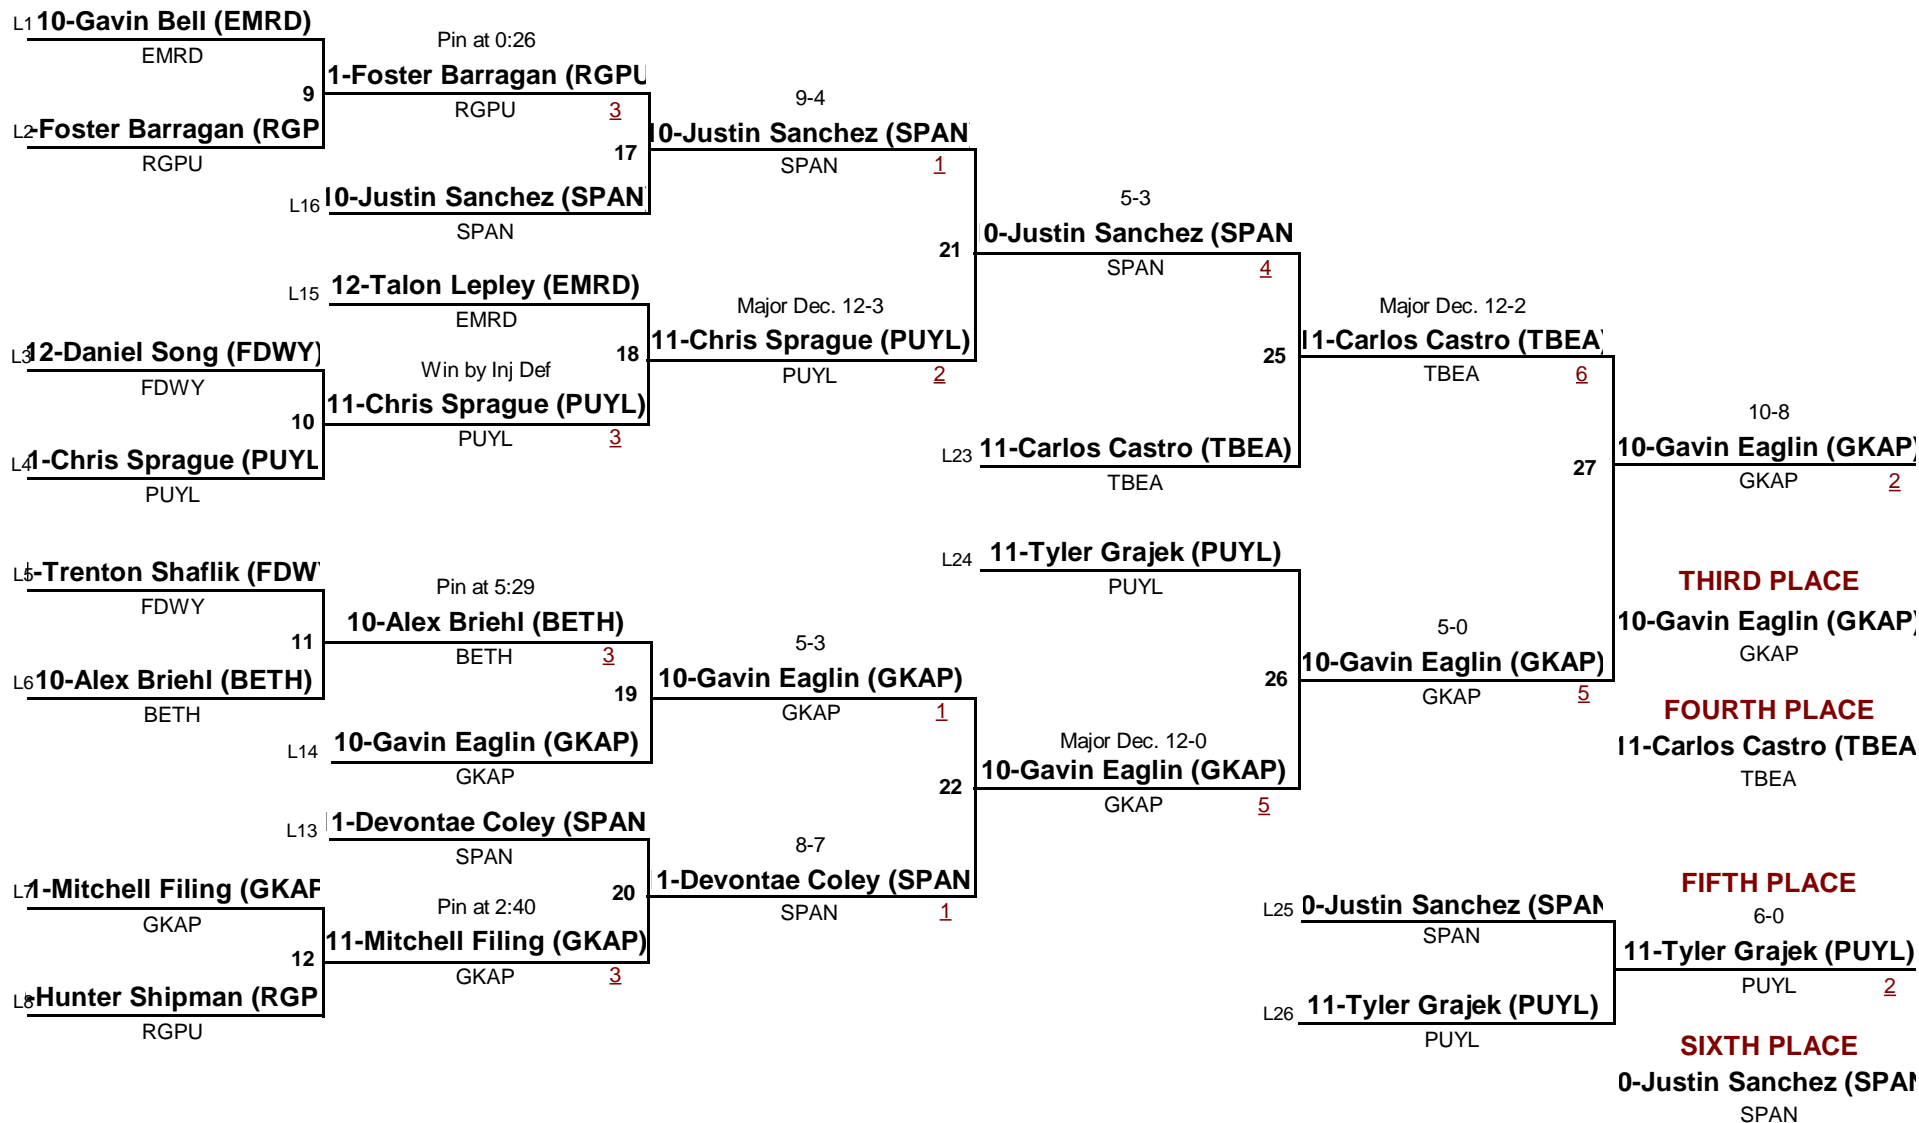 L1 10-Gavin Bell (EMRD)
EMRD
9
L2 -Foster Barragan (RGP
RGPU
Pin at 0:26
1-Foster Barragan (RGPU
RGPU 3
17
L16 10-Justin Sanchez (SPAN)
SPAN
9-4
10-Justin Sanchez (SPAN)
SPAN 1
L15 12-Talon Lepley (EMRD)
EMRD
L3 12-Daniel Song (FDWY)
FDWY
10
L4 1-Chris Sprague (PUYL
PUYL
Win by Inj Def
11-Chris Sprague (PUYL)
PUYL 3
18
Major Dec. 12-3
11-Chris Sprague (PUYL)
PUYL 2
21
5-3
0-Justin Sanchez (SPAN
SPAN 4
25
L23 11-Carlos Castro (TBEA)
TBEA
Major Dec. 12-2
11-Carlos Castro (TBEA)
TBEA 6
27
10-8
10-Gavin Eaglin (GKAP)
GKAP 2
L5 -Trenton Shaflik (FDWY
FDWY
11
L6 10-Alex Briehl (BETH)
BETH
Pin at 5:29
10-Alex Briehl (BETH)
BETH 3
19
L14 10-Gavin Eaglin (GKAP)
GKAP
5-3
10-Gavin Eaglin (GKAP)
GKAP 1
L13 1-Devontae Coley (SPAN
SPAN
L7 1-Mitchell Filing (GKAP
GKAP
12
L8 -Hunter Shipman (RGP
RGPU
Pin at 2:40
11-Mitchell Filing (GKAP)
GKAP 3
20
8-7
1-Devontae Coley (SPAN
SPAN 1
22
Major Dec. 12-0
10-Gavin Eaglin (GKAP)
GKAP 5
L24 11-Tyler Grajek (PUYL)
PUYL
26
5-0
10-Gavin Eaglin (GKAP)
GKAP 5
THIRD PLACE
10-Gavin Eaglin (GKAP)
GKAP
FOURTH PLACE
11-Carlos Castro (TBEA
TBEA
FIFTH PLACE
L25 0-Justin Sanchez (SPAN
SPAN
L26 11-Tyler Grajek (PUYL)
PUYL
6-0
11-Tyler Grajek (PUYL)
PUYL 2
SIXTH PLACE
0-Justin Sanchez (SPAN
SPAN